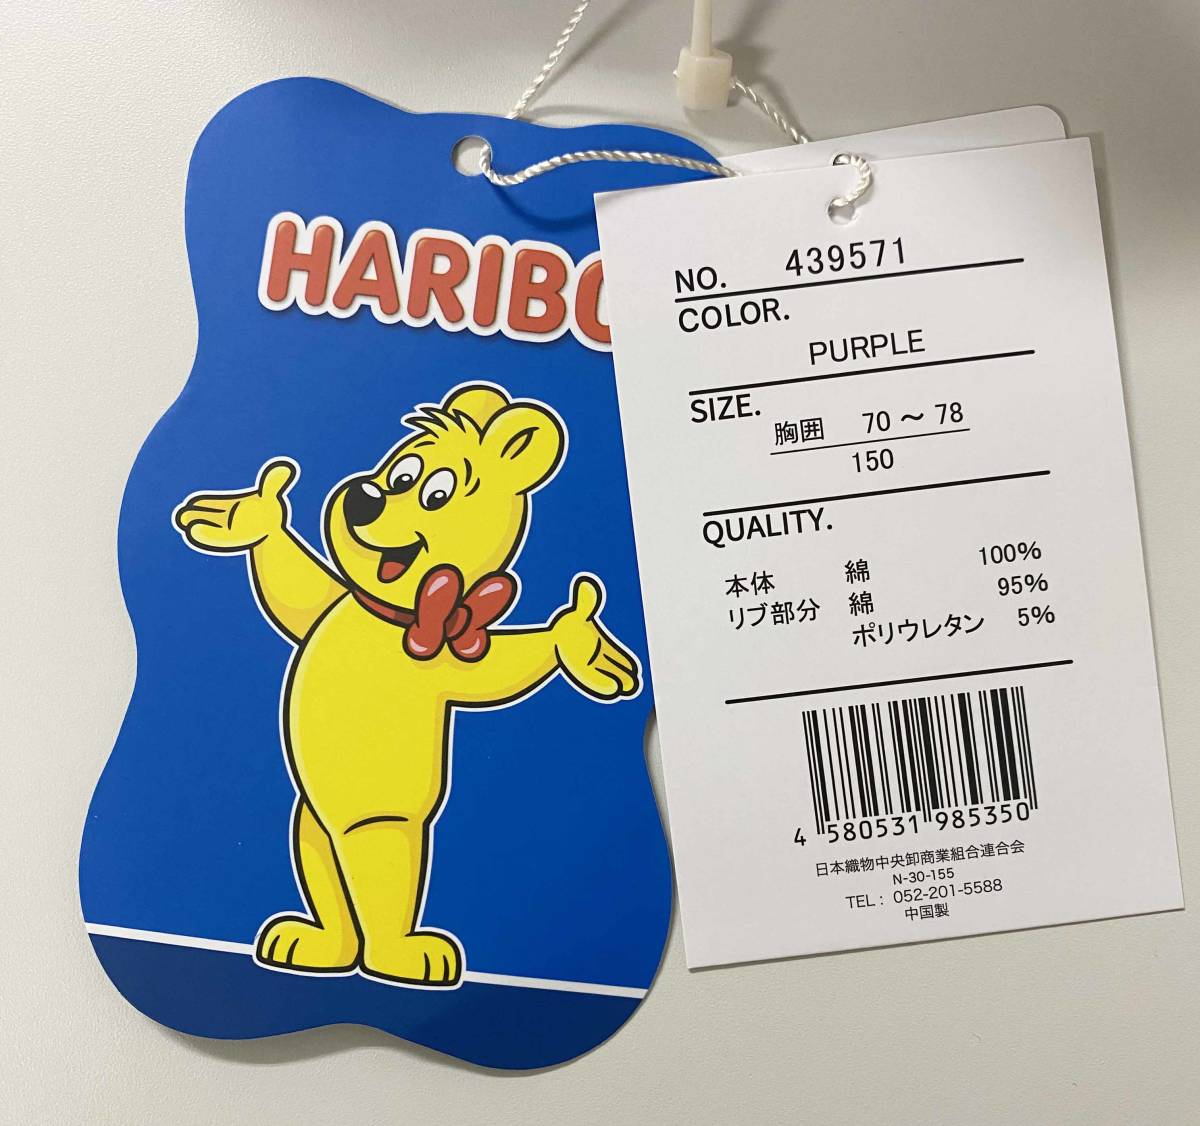 HARIBO
NO. 439571
COLOR.
PURPLE
SIZE.
胸囲 70～78
150
QUALITY.
本体 綿 100%
リブ部分 綿 95%
ポリウレタン 5%
4 580531 985350
日本織物中央卸商業組合連合会
N-30-155
TEL : 052-201-5588
中国製